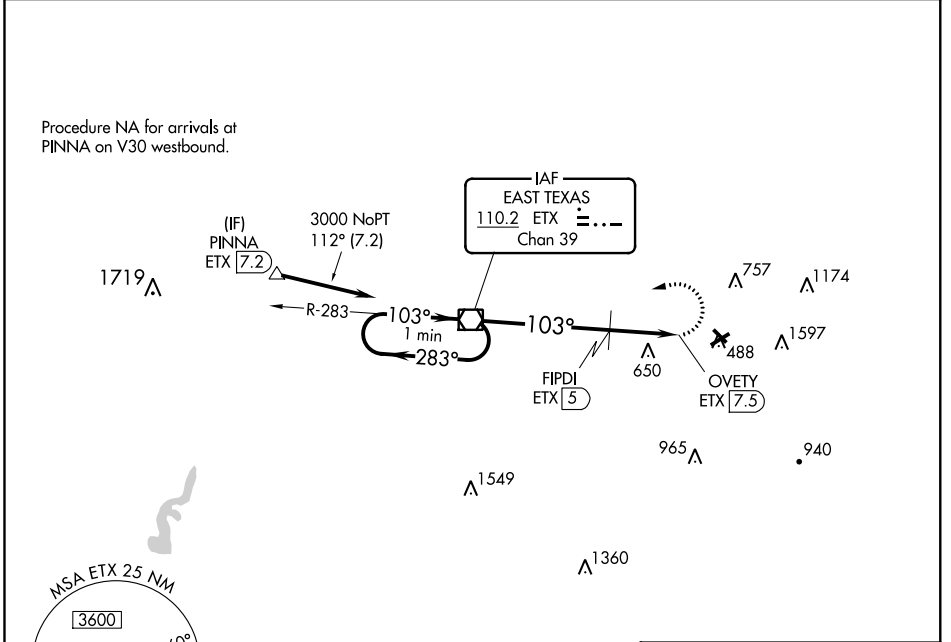 Procedure NA for arrivals at
PINNA on V30 westbound.
IAF
EAST TEXAS
110.2 ETX
Chan 39
(IF)
PINNA
ETX 7.2
3000 NoPT
112° (7.2)
1719
R-283
103°
1 min
283°
103°
757
1174
488
1597
650
FIPDI
ETX 5
OVETY
ETX 7.5
965
940
1549
1360
MSA ETX 25 NM
3600